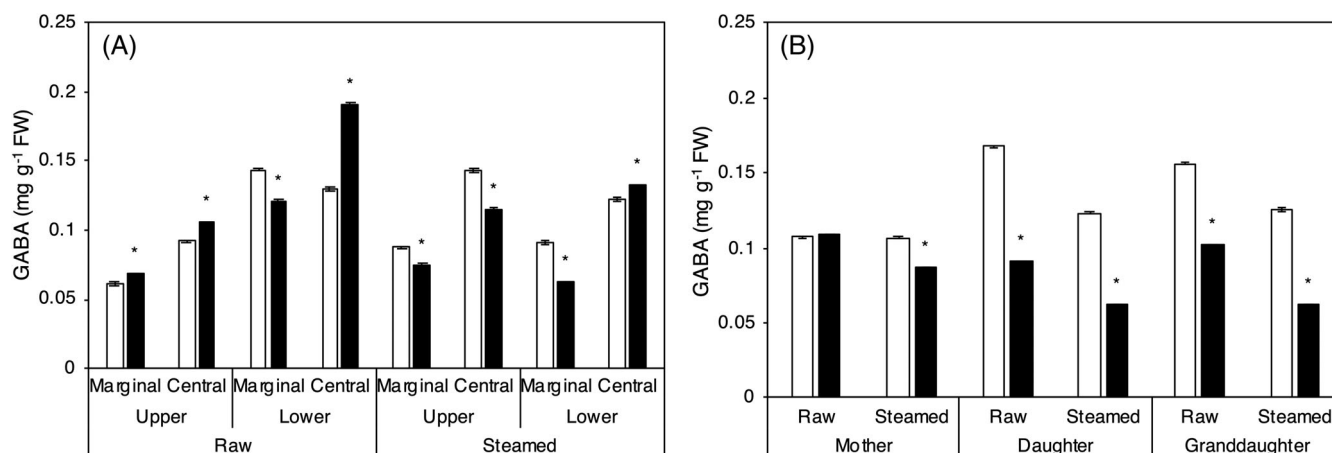 (A)
GABA (mg g-1 FW)
0.25
0.2
0.15
0.1
0.05
0
* * * * * * * *
Marginal Central Marginal Central Marginal Central Marginal Central
Upper Lower Upper Lower
Raw Steamed
(B)
GABA (mg g-1 FW)
0.25
0.2
0.15
0.1
0.05
0
* * * * *
Raw Steamed Raw Steamed Raw Steamed
Mother Daughter Granddaughter